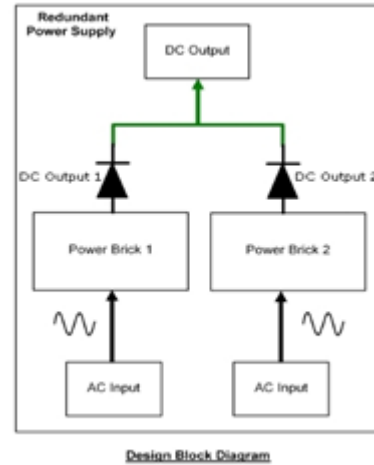 Redundant
Power Supply
DC Output
DC Output 1
DC Output 2
Power Brick 1
Power Brick 2
AC Input
AC Input
Design Block Diagram